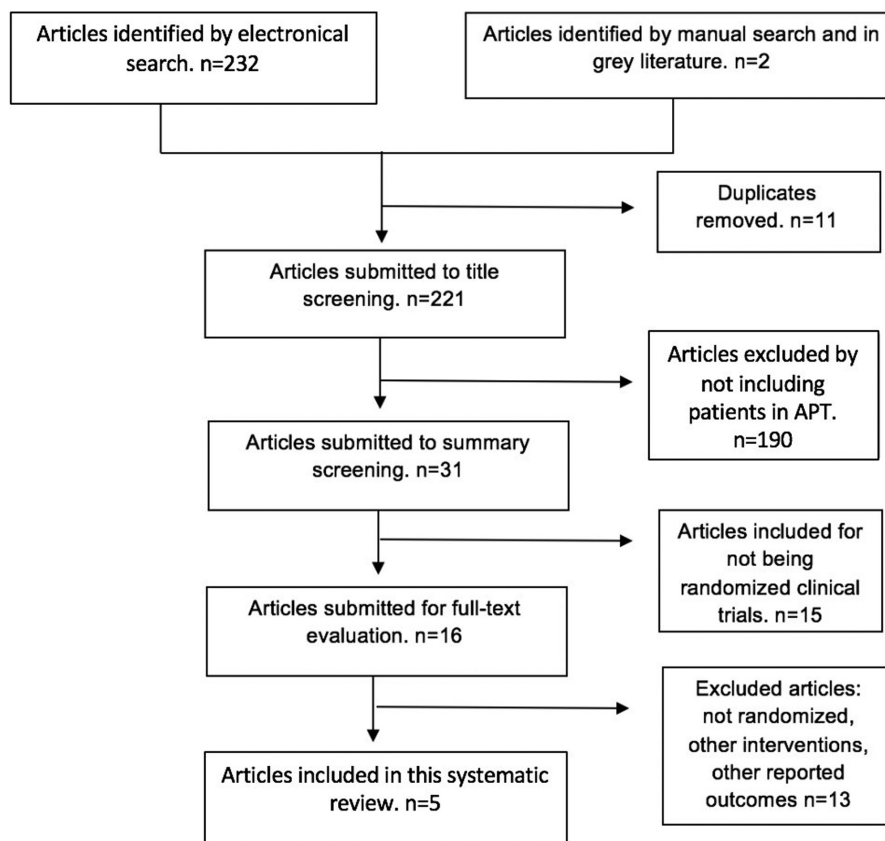 Articles identified by electronical
search. n=232
Articles identified by manual search and in
grey literature. n=2
Duplicates
removed. n=11
Articles submitted to title
screening. n=221
Articles excluded by
not including
patients in APT.
n=190
Articles submitted to summary
screening. n=31
Articles included for
not being
randomized clinical
trials. n=15
Articles submitted for full-text
evaluation. n=16
Excluded articles:
not randomized,
other interventions,
other reported
outcomes n=13
Articles included in this systematic
review. n=5